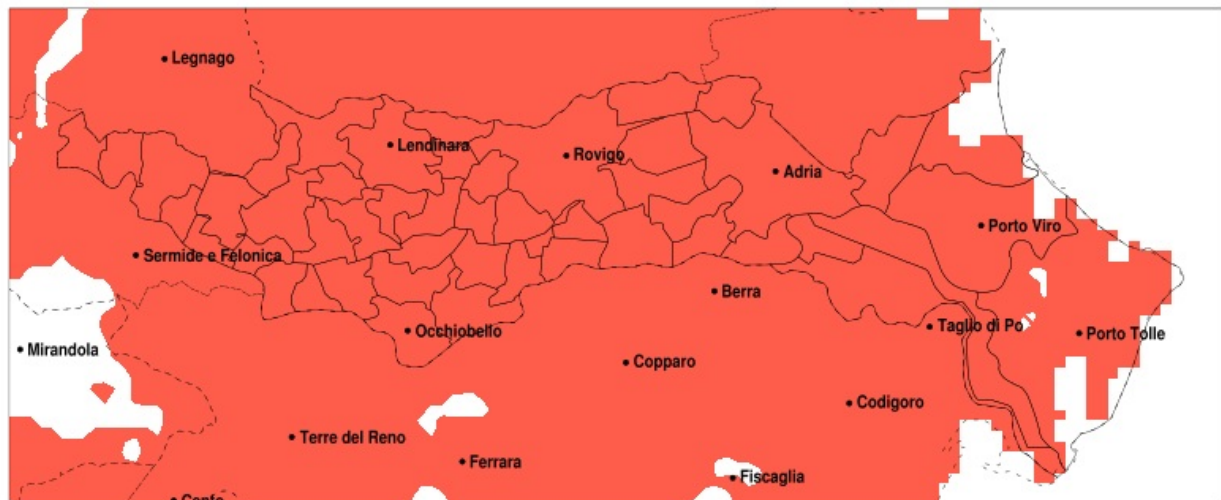 Legnago
Lendinara
Rovigo
Adria
Porto Viro
Sermide e Felonica
Berra
Occhiobello
Taglio di Po
Porto Tolle
Mirandola
Copparo
Codigoro
Terre del Reno
Ferrara
Fiscaglia